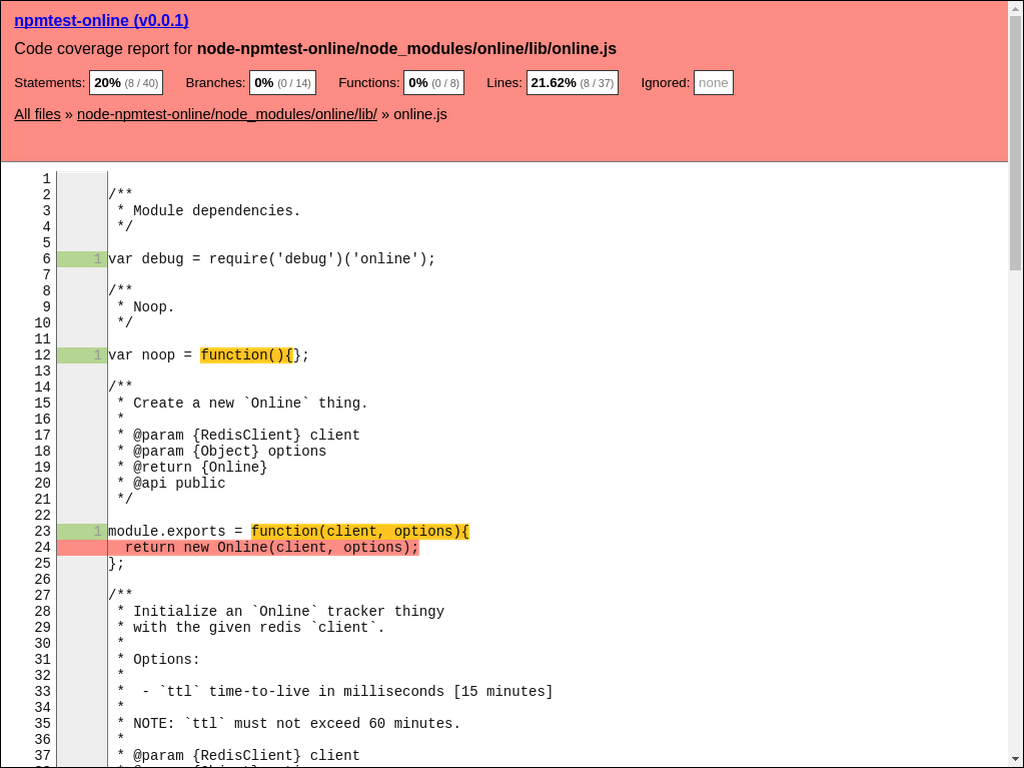 npmtest-online (v0.0.1)
Code coverage report for node-npmtest-online/node_modules/online/lib/online.js
Statements: 20% (8 / 40) Branches: 0% (0 / 14) Functions: 0% (0 / 8) Lines: 21.62% (8 / 37) Ignored: none
All files » node-npmtest-online/node_modules/online/lib/ » online.js
1
2 /**
3  * Module dependencies.
4  */
5
6 1 var debug = require('debug')('online');
7
8 /**
9  * Noop.
10  */
11
12 1 var noop = function(){};
13
14 /**
15  * Create a new `Online` thing.
16  *
17  * @param {RedisClient} client
18  * @param {Object} options
19  * @return {Online}
20  * @api public
21  */
22
23 1 module.exports = function(client, options){
24   return new Online(client, options);
25 };
26
27 /**
28  * Initialize an `Online` tracker thingy
29  * with the given redis `client`.
30  *
31  * Options:
32  *
33  *  - `ttl` time-to-live in milliseconds [15 minutes]
34  *
35  * NOTE: `ttl` must not exceed 60 minutes.
36  *
37  * @param {RedisClient} client